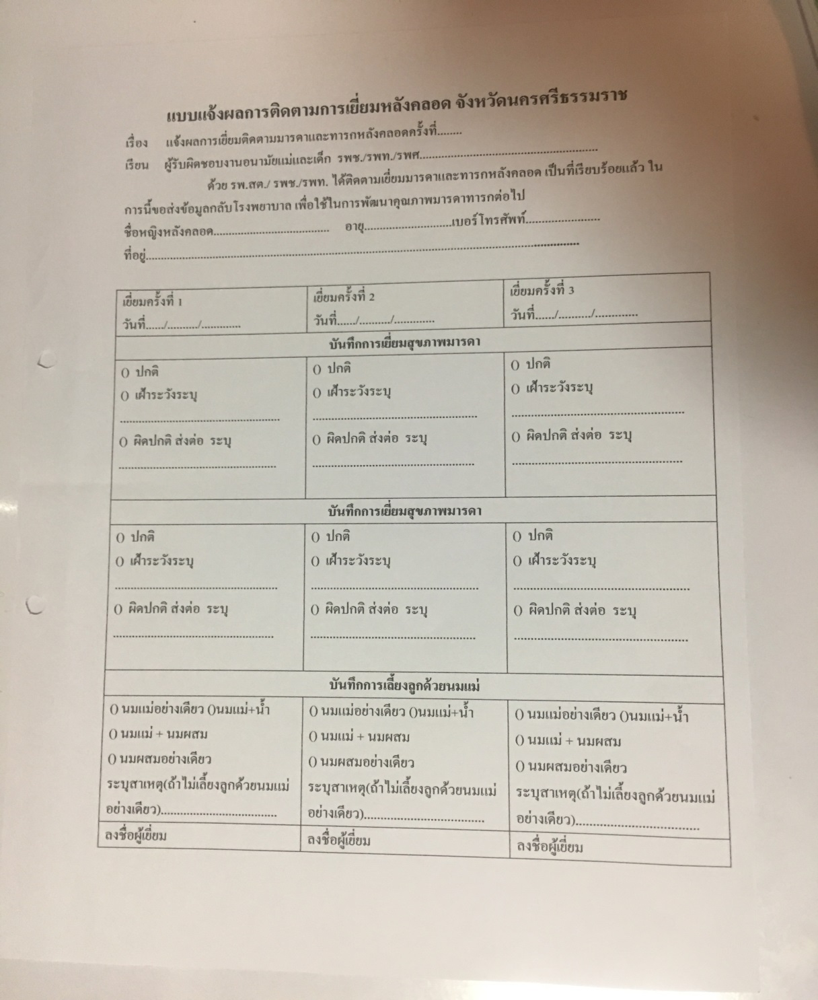 แบบแจ้งผลการติดตามการเยี่ยมหลังคลอด จังหวัดนครศรีธรรมราช
เรื่อง แจ้งผลการเยี่ยมติดตามมารดาและทารกหลังคลอดครั้งที่........
เรียน ผู้รับผิดชอบงานอนามัยแม่และเด็ก รพช./รพท./รพศ.........................................................
ด้วย รพ.สต./ รพช./รพท. ได้ติดตามเยี่ยมมารดาและทารกหลังคลอด เป็นที่เรียบร้อยแล้ว ใน
การนี้ขอส่งข้อมูลกลับโรงพยาบาล เพื่อใช้ในการพัฒนาคุณภาพมารดาทารกต่อไป
ชื่อหญิงหลังคลอด...................................... อายุ............................เบอร์โทรศัพท์........................
ที่อยู่..............................................................................................................................................
เยี่ยมครั้งที่ 1 เยี่ยมครั้งที่ 2 เยี่ยมครั้งที่ 3
วันที่....../........../............. วันที่....../........../............. วันที่....../........../.............
บันทึกการเยี่ยมสุขภาพมารดา
() ปกติ () ปกติ () ปกติ
() เฝ้าระวังระบุ () เฝ้าระวังระบุ () เฝ้าระวังระบุ
.................................................... .................................................... ....................................................
() ผิดปกติ ส่งต่อ ระบุ () ผิดปกติ ส่งต่อ ระบุ () ผิดปกติ ส่งต่อ ระบุ
.................................................... .................................................... ....................................................
บันทึกการเยี่ยมสุขภาพมารดา
() ปกติ () ปกติ () ปกติ
() เฝ้าระวังระบุ () เฝ้าระวังระบุ () เฝ้าระวังระบุ
.................................................... .................................................... ....................................................
() ผิดปกติ ส่งต่อ ระบุ () ผิดปกติ ส่งต่อ ระบุ () ผิดปกติ ส่งต่อ ระบุ
.................................................... .................................................... ....................................................
บันทึกการเลี้ยงลูกด้วยนมแม่
() นมแม่อย่างเดียว ()นมแม่+น้ำ () นมแม่อย่างเดียว ()นมแม่+น้ำ () นมแม่อย่างเดียว ()นมแม่+น้ำ
() นมแม่ + นมผสม () นมแม่ + นมผสม () นมแม่ + นมผสม
() นมผสมอย่างเดียว () นมผสมอย่างเดียว () นมผสมอย่างเดียว
ระบุสาเหตุ(ถ้าไม่เลี้ยงลูกด้วยนมแม่ ระบุสาเหตุ(ถ้าไม่เลี้ยงลูกด้วยนมแม่ ระบุสาเหตุ(ถ้าไม่เลี้ยงลูกด้วยนมแม่
อย่างเดียว)..................................... อย่างเดียว)...................................... อย่างเดียว)......................................
ลงชื่อผู้เยี่ยม ลงชื่อผู้เยี่ยม ลงชื่อผู้เยี่ยม